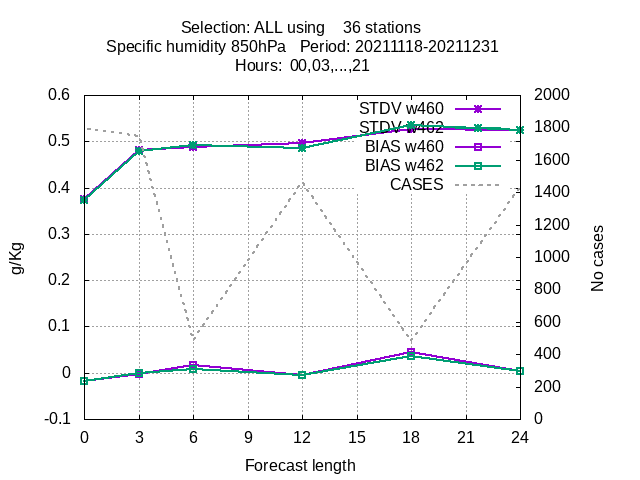 Selection: ALL using    36 stations
Specific humidity 850hPa   Period: 20211118-20211231
Hours: 00,03,...,21
STDV w460
STDV w462
BIAS w460
BIAS w462
CASES
0.6
0.5
0.4
0.3
0.2
0.1
0
-0.1
g/Kg
2000
1800
1600
1400
1200
1000
800
600
400
200
0
No cases
0 3 6 9 12 15 18 21 24
Forecast length